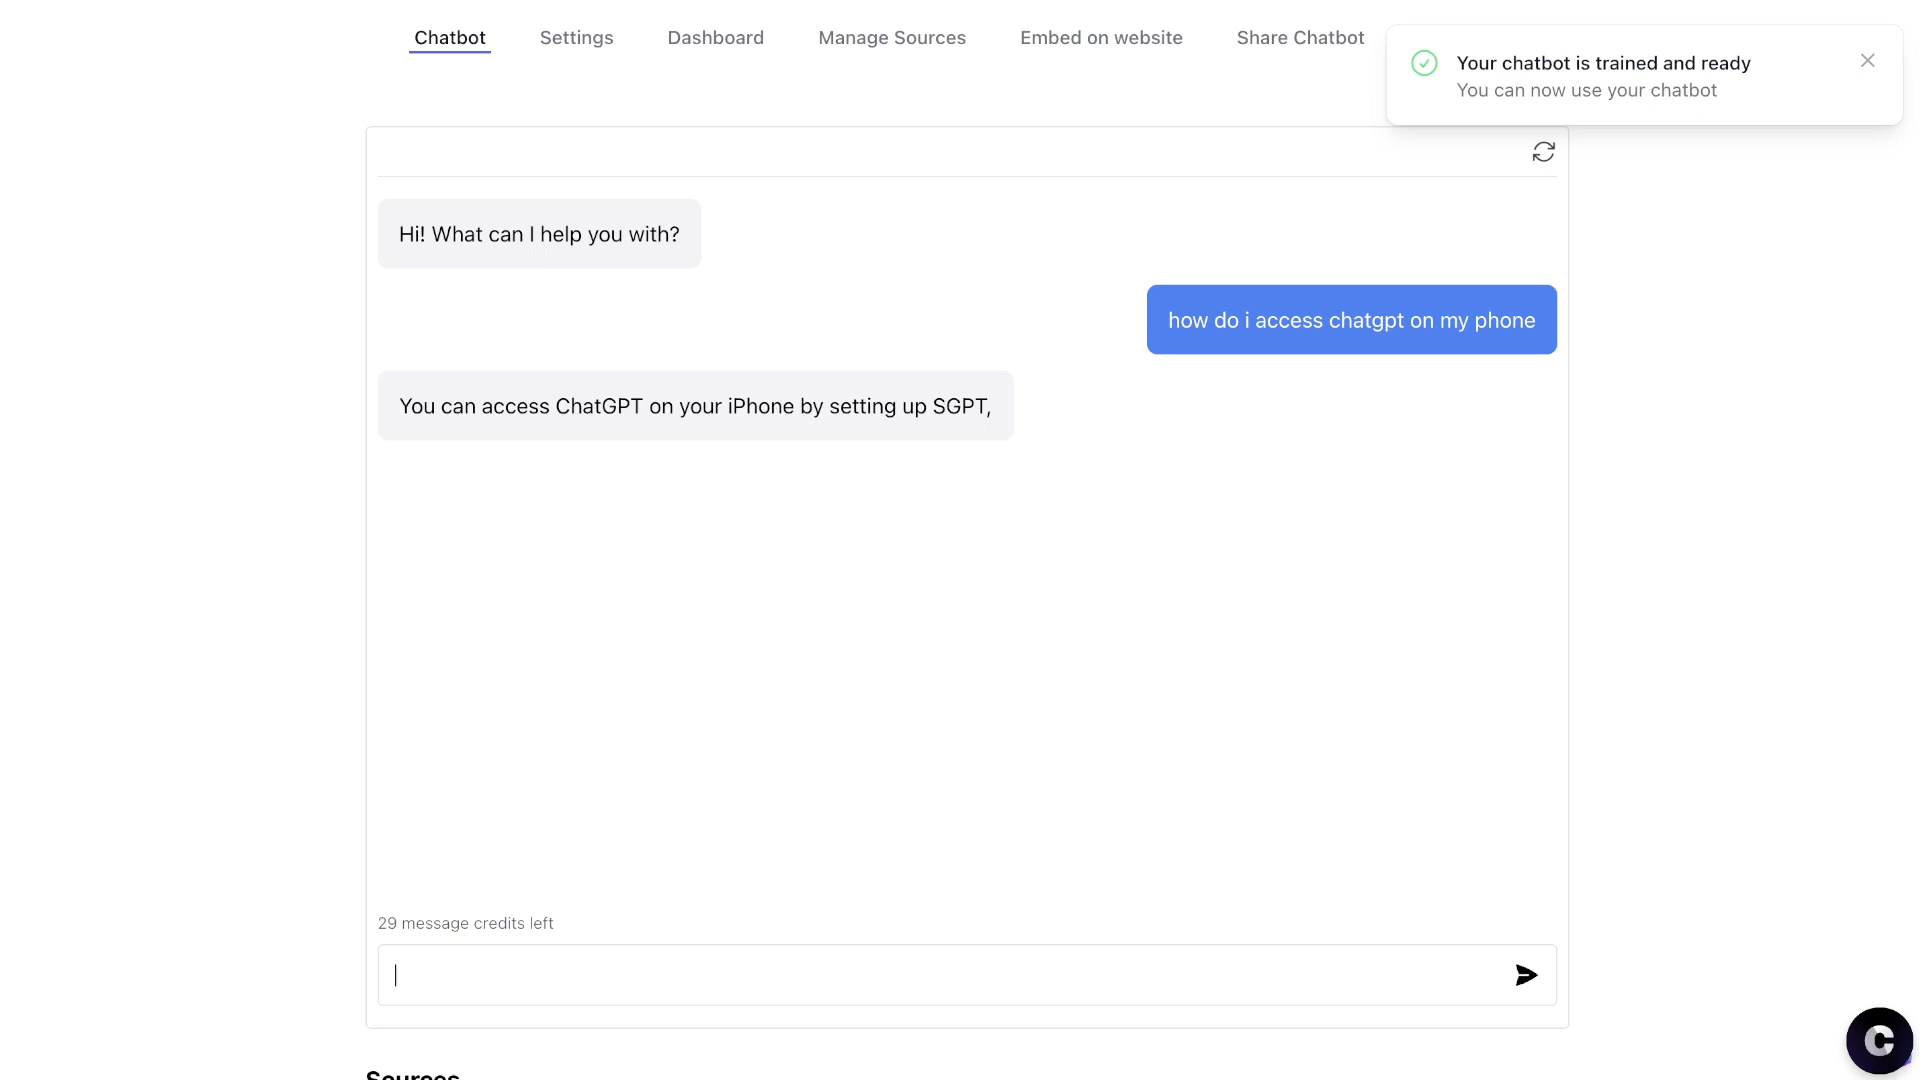 Chatbot
Settings
Dashboard
Manage Sources
Embed on website
Share Chatbot
Your chatbot is trained and ready
You can now use your chatbot
Hi! What can I help you with?
how do i access chatgpt on my phone
You can access ChatGPT on your iPhone by setting up SGPT,
29 message credits left
Sources
C